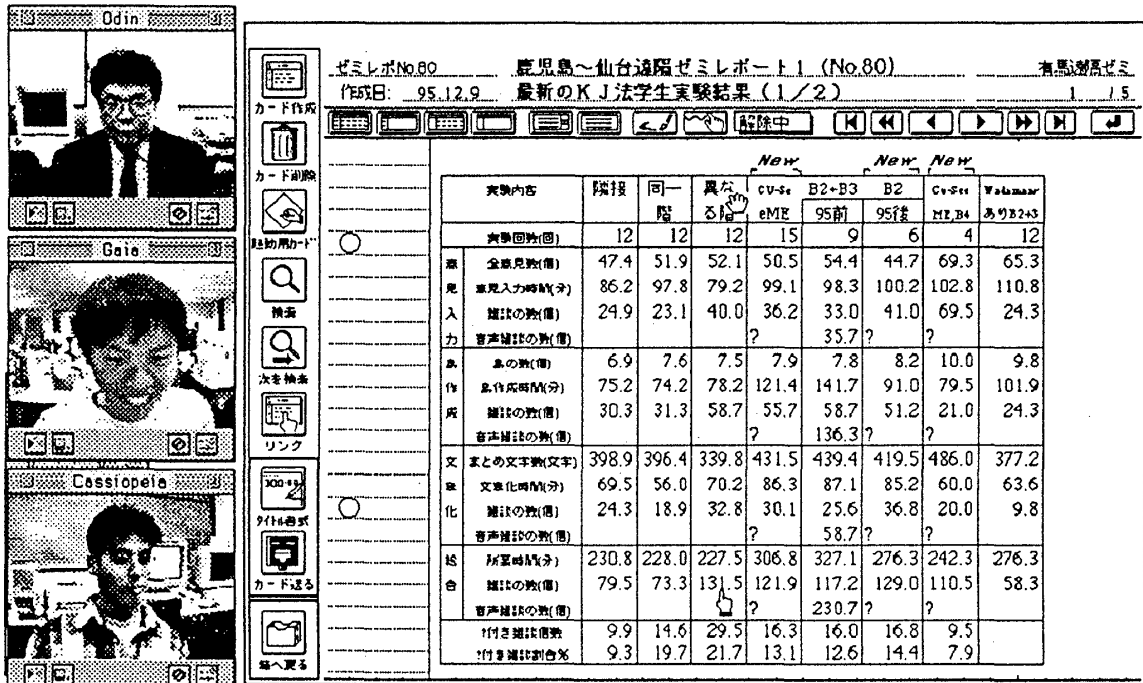 Odin
Gaia
Cassiopeia
カード作成
カード削除
検索
次を検索
リンク
タイトル書式
カード送る
箱へ戻る
ゼミレポNo.80 鹿児島～仙台遠隔ゼミレポート1 (No.80)
作成日: 95.12.9 最新のKJ法学生実験結果(1/2) 1 / 5
解除中
New New New
実験内容 隣接 同一階 異なる階 CV-Se eME B2+B3 95前 B2 95後 ME,B4 ありB2+3
実験回数(回) 12 12 12 15 9 6 4 12
意見入力
全意見数(個) 47.4 51.9 52.1 50.5 54.4 44.7 69.3 65.3
意見入力時間(分) 86.2 97.8 79.2 99.1 98.3 100.2 102.8 110.8
雑談の数(個) 24.9 23.1 40.0 36.2 33.0 41.0 69.5 24.3
音声雑談の数(個) ? 35.7 ?
島作成
島の数(個) 6.9 7.6 7.5 7.9 7.8 8.2 10.0 9.8
島作成時間(分) 75.2 74.2 78.2 121.4 141.7 91.0 79.5 101.9
雑談の数(個) 30.3 31.3 58.7 55.7 58.7 51.2 21.0 24.3
音声雑談の数(個) ? 136.3 ? ?
文章化
まとめ文字数(文字) 398.9 396.4 339.8 431.5 439.4 419.5 486.0 377.2
文章化時間(分) 69.5 56.0 70.2 86.3 87.1 85.2 60.0 63.6
雑談の数(個) 24.3 18.9 32.8 30.1 25.6 36.8 20.0 9.8
音声雑談の数(個) ? 58.7 ?
総合
所要時間(分) 230.8 228.0 227.5 306.8 327.1 276.3 242.3 276.3
雑談の数(個) 79.5 73.3 131.5 121.9 117.2 129.0 110.5 58.3
音声雑談の数(個) ? 230.7 ? ?
?付き雑談個数 9.9 14.6 29.5 16.3 16.0 16.8 9.5
?付き雑談割合% 9.3 19.7 21.7 13.1 12.6 14.4 7.9